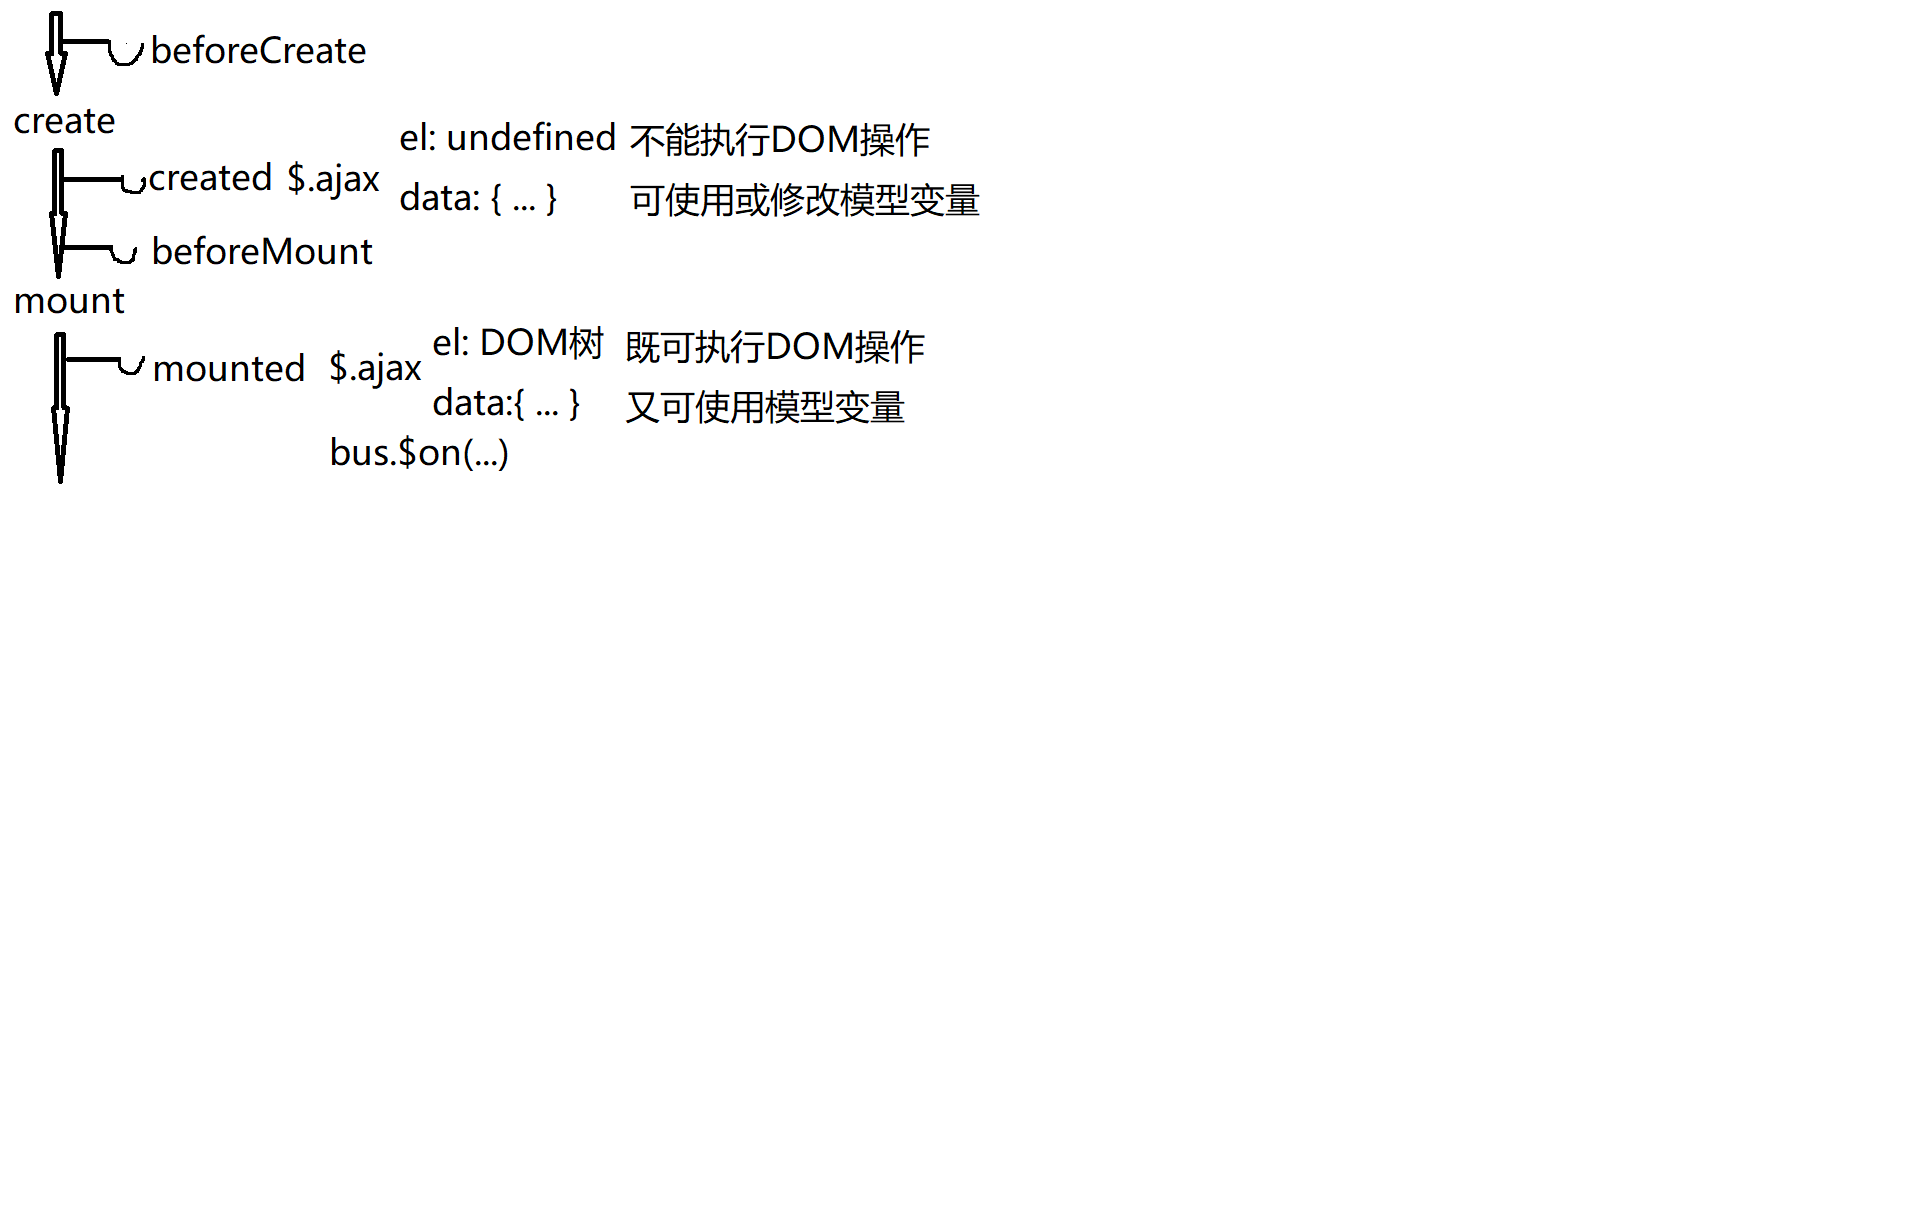 beforeCreate
create
el: undefined 不能执行DOM操作
created $.ajax
data: { ... } 可使用或修改模型变量
beforeMount
mount
el: DOM树 既可执行DOM操作
mounted $.ajax
data:{ ... } 又可使用模型变量
bus.$on(...)